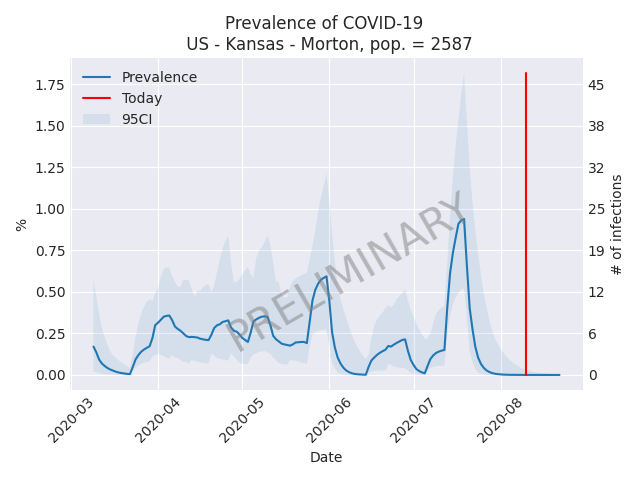 Prevalence of COVID-19
US - Kansas - Morton, pop. = 2587
Prevalence
Today
95CI
PRELIMINARY
%
1.75
1.50
1.25
1.00
0.75
0.50
0.25
0.00
45
38
32
25
19
12
6
0
# of infections
2020-03
2020-04
2020-05
2020-06
2020-07
2020-08
Date